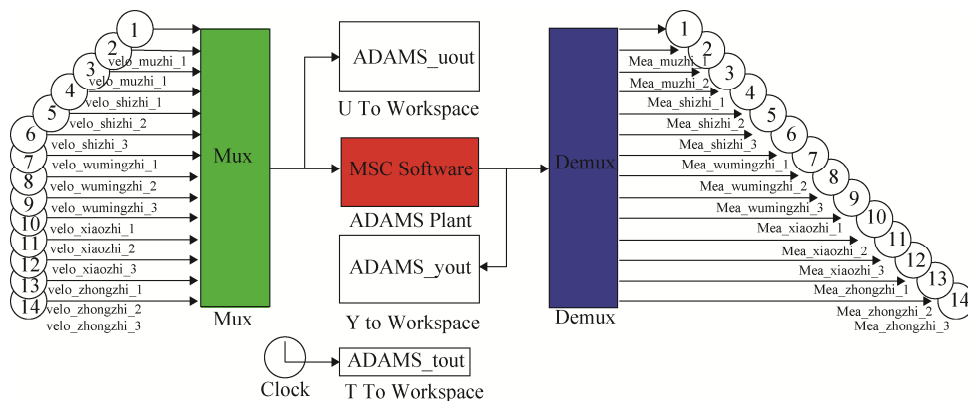 1
2
velo_muzhi_1
3
velo_muzhi_1
4
velo_shizhi_1
5
velo_shizhi_2
6
velo_shizhi_3
7
velo_wumingzhi_1
8
velo_wumingzhi_2
9
velo_wumingzhi_3
10
velo_xiaozhi_1
11
velo_xiaozhi_2
12
velo_xiaozhi_3
13
velo_zhongzhi_1
14
velo_zhongzhi_2
velo_zhongzhi_3
Mux
Mux
ADAMS_uout
U To Workspace
MSC Software
ADAMS Plant
ADAMS_yout
Y to Workspace
Clock
ADAMS_tout
T To Workspace
Demux
Demux
1
Mea_muzhi_1
2
Mea_muzhi_2
3
Mea_shizhi_1
4
Mea_shizhi_2
5
Mea_shizhi_3
6
Mea_wumingzhi_1
7
Mea_wumingzhi_2
8
Mea_wumingzhi_3
9
Mea_xiaozhi_1
10
Mea_xiaozhi_2
11
Mea_xiaozhi_3
12
Mea_zhongzhi_1
13
Mea_zhongzhi_2
14
Mea_zhongzhi_3